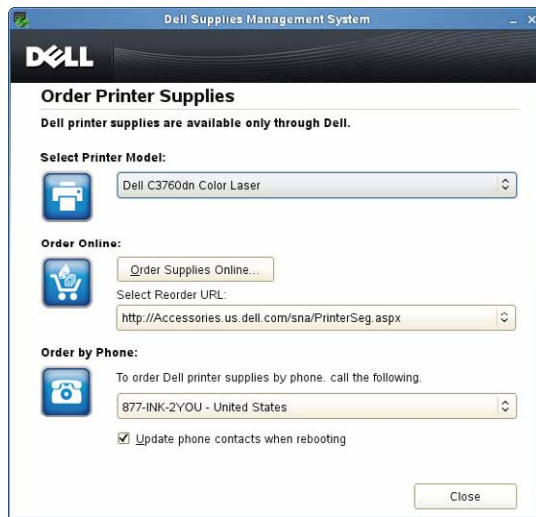 Dell Supplies Management System
DELL
Order Printer Supplies
Dell printer supplies are available only through Dell.
Select Printer Model:
Dell C3760dn Color Laser
Order Online:
Order Supplies Online...
Select Reorder URL:
http://Accessories.us.dell.com/sna/PrinterSeg.aspx
Order by Phone:
To order Dell printer supplies by phone. call the following.
877-INK-2YOU - United States
Update phone contacts when rebooting
Close